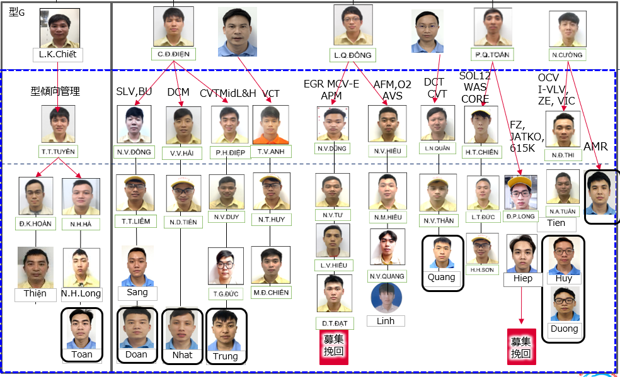 型G
L.K.Chiết
C.Đ.ĐIỆN
L.Q.ĐÔNG
P.Q.TOÀN
N.CƯỜNG
型傾向管理
SLV,BU
DCM
CVTMidL&H
VCT
EGR MCV-E
APM
AFM,O2
AVS
DCT
CVT
SOL12
WAS
CORE
FZ,
JATKO,
615K
OCV
I-VLV,
ZE, VIC
AMR
T.T.TUYÊN
N.V.ĐÔNG
V.V.HẢI
P.H.ĐIỆP
T.V.ANH
N.V.DŨNG
N.V.HIẾU
L.N.QUÂN
H.T.CHIẾN
N.Đ.THI
Đ.K.HOÀN
N.H.HÀ
T.T.LIÊM
N.D.TIẾN
N.V.DUY
N.T.HUY
N.V.TƯ
N.M.HIẾU
N.V.THÂN
L.T.ĐỨC
Đ.P.LONG
N.A.TUẤN
Tien
Thiện
N.H.Long
Sang
T.G.ĐỨC
M.Đ.CHIẾN
L.V.HIẾU
N.V.QUANG
Quang
H.H.SƠN
Hiep
Huy
Toan
Doan
Nhat
Trung
D.T.ĐẠT
Linh
Duong
募集
挽回
募集
挽回